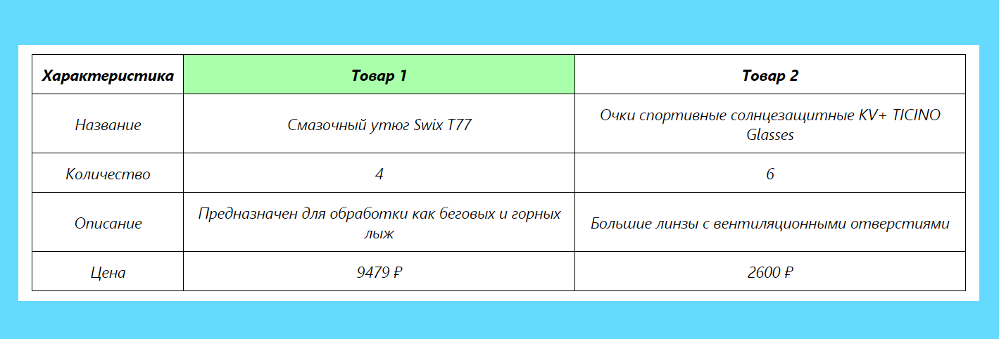 Характеристика Товар 1 Товар 2
Название Смазочный утюг Swix T77 Очки спортивные солнцезащитные KV+ TICINO
Glasses
Количество 4 6
Описание Предназначен для обработки как беговых и горных
лыж Большие линзы с вентиляционными отверстиями
Цена 9479 ₽ 2600 ₽